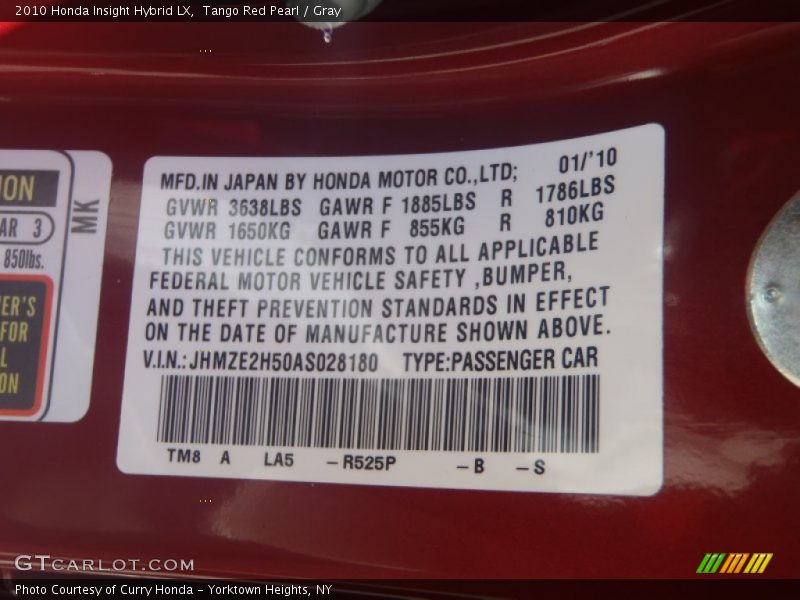 2010 Honda Insight Hybrid LX,  Tango Red Pearl / Gray
ION
AR 3
850lbs.
ER'S
FOR
L
ON
MK
MFD.IN JAPAN BY HONDA MOTOR CO.,LTD; 01/'10
GVWR 3638LBS GAWR F 1885LBS R 1786LBS
GVWR 1650KG GAWR F 855KG R 810KG
THIS VEHICLE CONFORMS TO ALL APPLICABLE
FEDERAL MOTOR VEHICLE SAFETY ,BUMPER,
AND THEFT PREVENTION STANDARDS IN EFFECT
ON THE DATE OF MANUFACTURE SHOWN ABOVE.
V.I.N.: JHMZE2H50AS028180 TYPE:PASSENGER CAR
TM8 A LA5 -R525P -B -S
GTCARLOT.COM
Photo Courtesy of Curry Honda - Yorktown Heights, NY